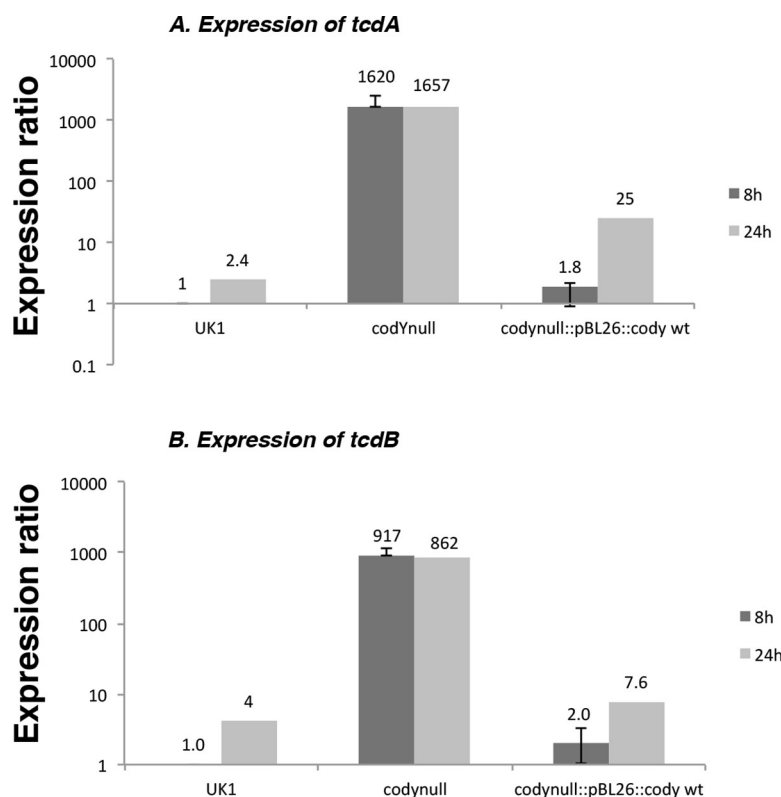 A. Expression of tcdA
Expression ratio
10000
1000
100
10
1
0.1
1
2.4
1620
1657
1.8
25
UK1
codYnull
codynull::pBL26::cody wt
8h
24h
B. Expression of tcdB
Expression ratio
10000
1000
100
10
1
1.0
4
917
862
2.0
7.6
UK1
codynull
codynull::pBL26::cody wt
8h
24h